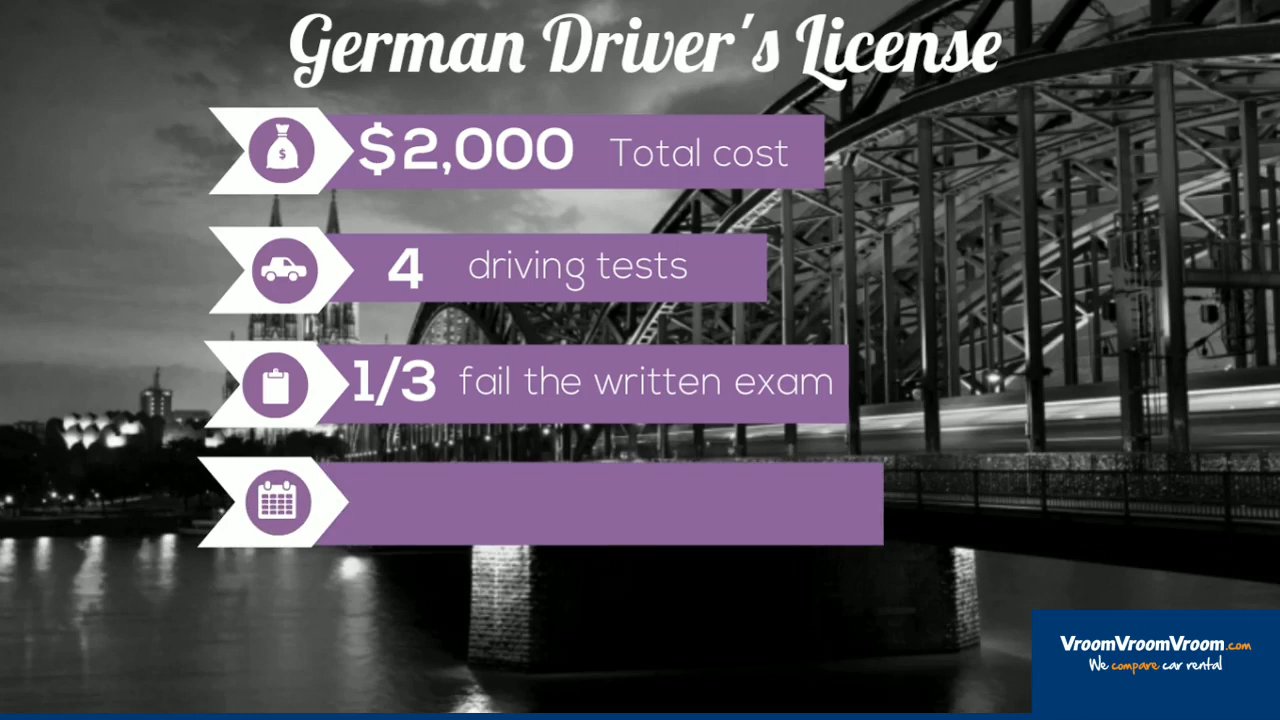 German Driver's License
$2,000 Total cost
4 driving tests
1/3 fail the written exam
VroomVroomVroom.com
We compare car rental